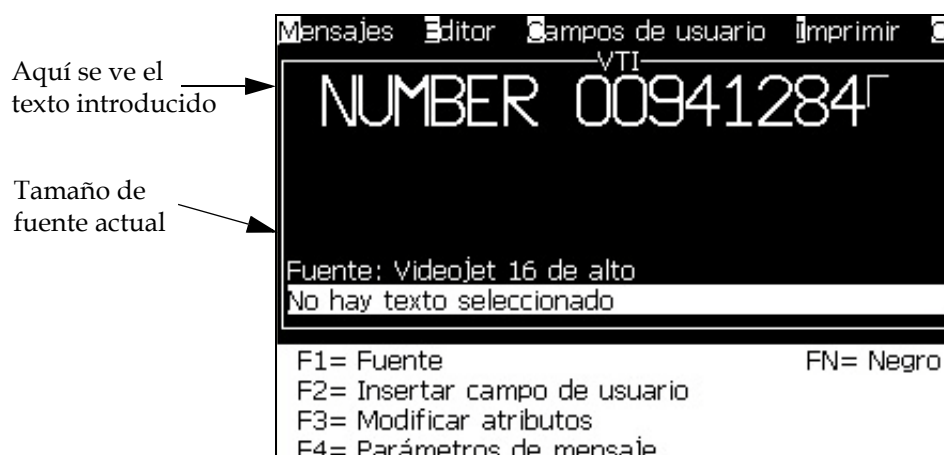 Mensajes Editor Campos de usuario Imprimir
VTI
Aquí se ve el
texto introducido
NUMBER 00941284
Tamaño de
fuente actual
Fuente: Videojet 16 de alto
No hay texto seleccionado
F1= Fuente FN= Negro
F2= Insertar campo de usuario
F3= Modificar atributos
F4= Parámetros de mensaje